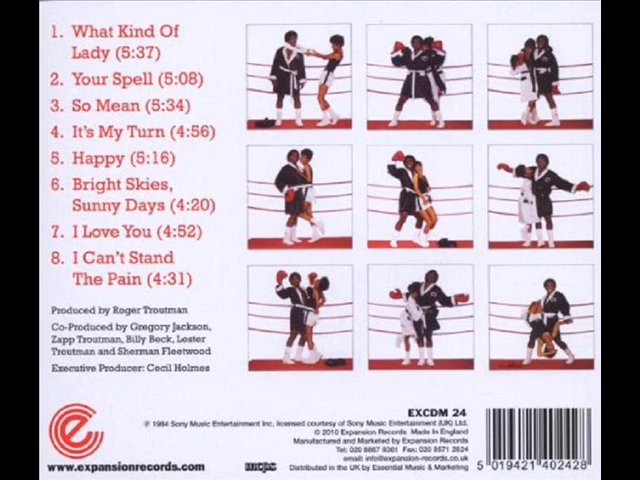 1. What Kind Of
Lady (5:37)
2. Your Spell (5:08)
3. So Mean (5:34)
4. It's My Turn (4:56)
5. Happy (5:16)
6. Bright Skies,
Sunny Days (4:20)
7. I Love You (4:52)
8. I Can't Stand
The Pain (4:31)
Produced by Roger Troutman
Co-Produced by Gregory Jackson,
Zapp Troutman, Billy Beck, Lester
Troutman and Sherman Fleetwood
Executive Producer: Cecil Holmes
www.expansionrecords.com
mcps
EXCDM 24
℗ 1984 Sony Music Entertainment Inc, licensed courtesy of Sony Music Entertainment (UK) Ltd.
© 2010 Expansion Records Made In England
Manufactured and Marketed by Expansion Records
Tel: 020 8867 9361 Fax: 020 8571 2624
email: info@expansion-records.co.uk
Distributed in the UK by Essential Music & Marketing
5 019421 402428